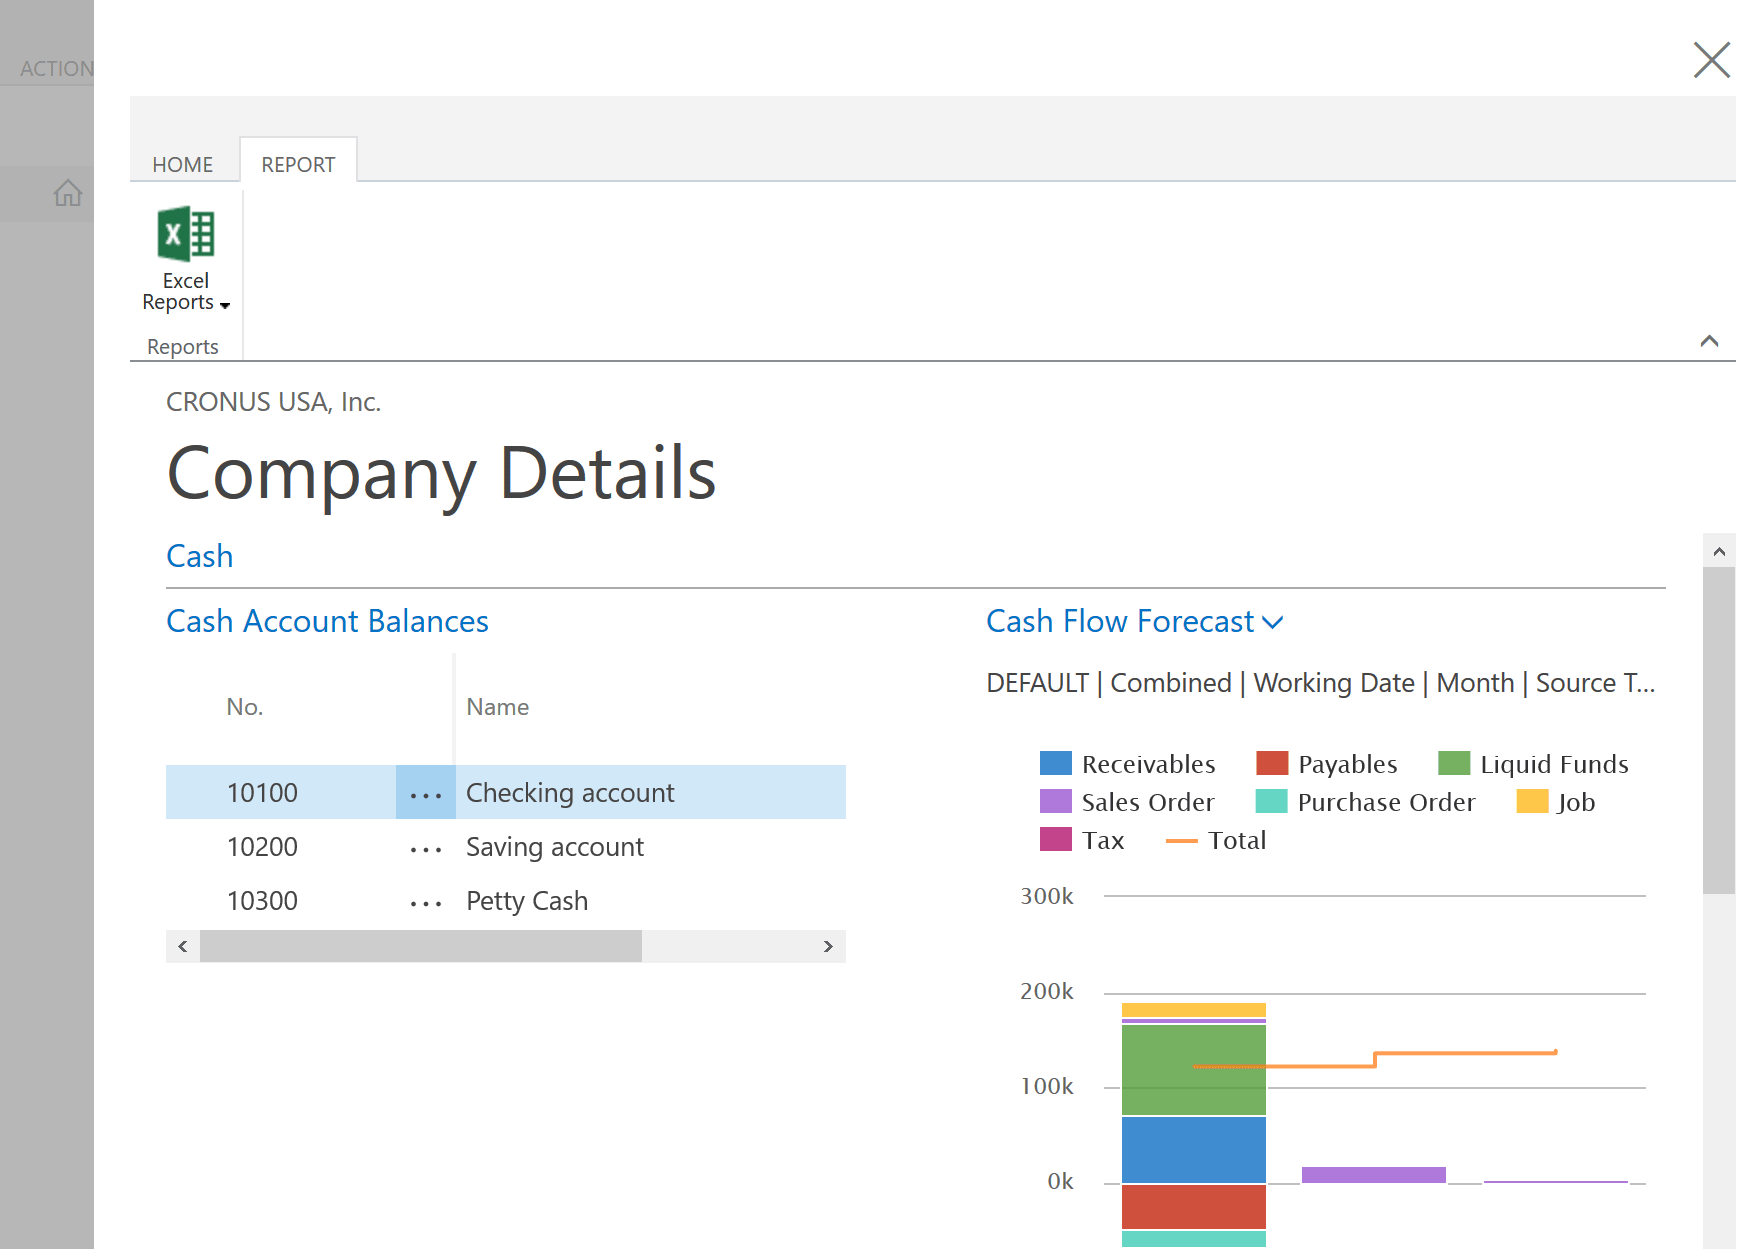 ACTION
HOME
REPORT
Excel
Reports
Reports
CRONUS USA, Inc.
Company Details
Cash
Cash Account Balances
No.
Name
10100 ... Checking account
10200 ... Saving account
10300 ... Petty Cash
Cash Flow Forecast
DEFAULT | Combined | Working Date | Month | Source T...
Receivables Payables Liquid Funds
Sales Order Purchase Order Job
Tax Total
300k
200k
100k
0k